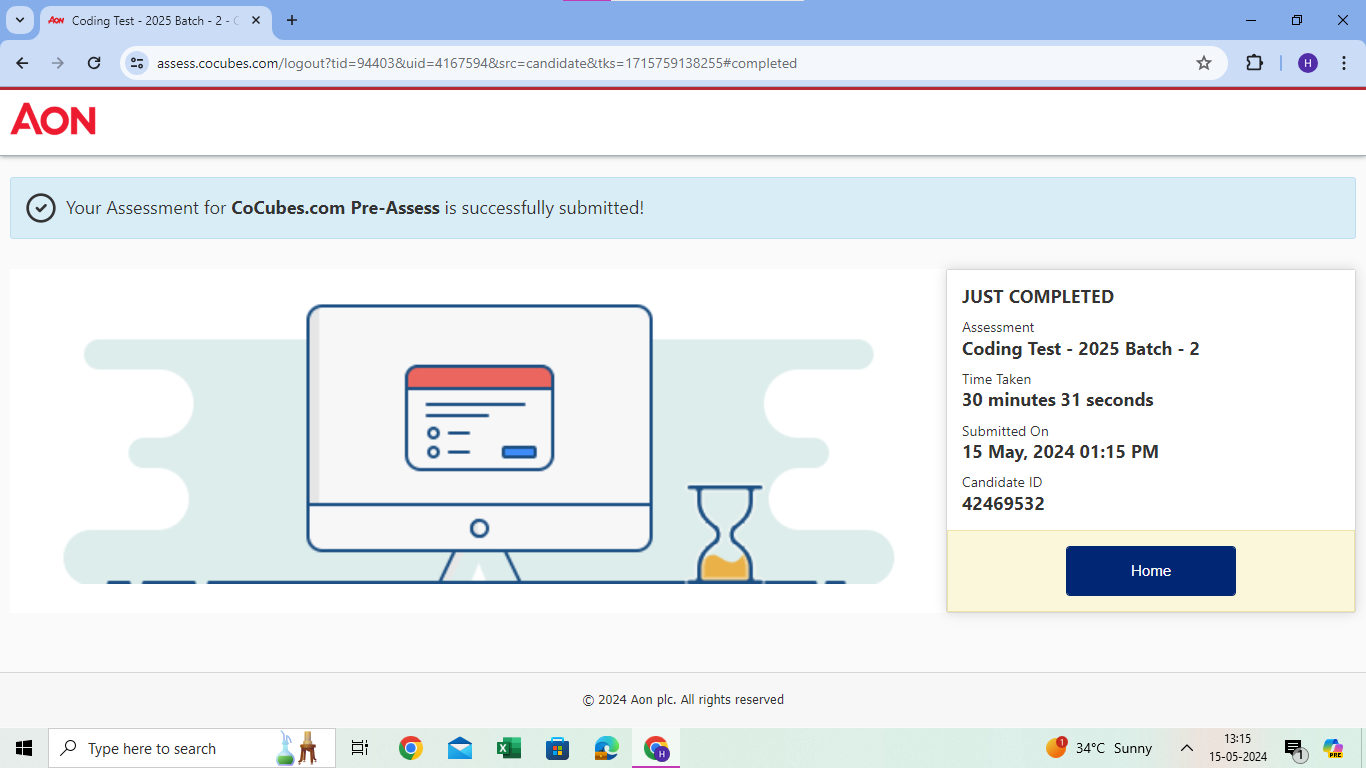 Aon Coding Test - 2025 Batch - 2 - C
assess.cocubes.com/logout?tid=94403&uid=4167594&src=candidate&tks=1715759138255#completed
H
AON
Your Assessment for CoCubes.com Pre-Assess is successfully submitted!
JUST COMPLETED
Assessment
Coding Test - 2025 Batch - 2
Time Taken
30 minutes 31 seconds
Submitted On
15 May, 2024 01:15 PM
Candidate ID
42469532
Home
© 2024 Aon plc. All rights reserved
Type here to search
H
1
34°C Sunny
13:15
15-05-2024
1
PRE